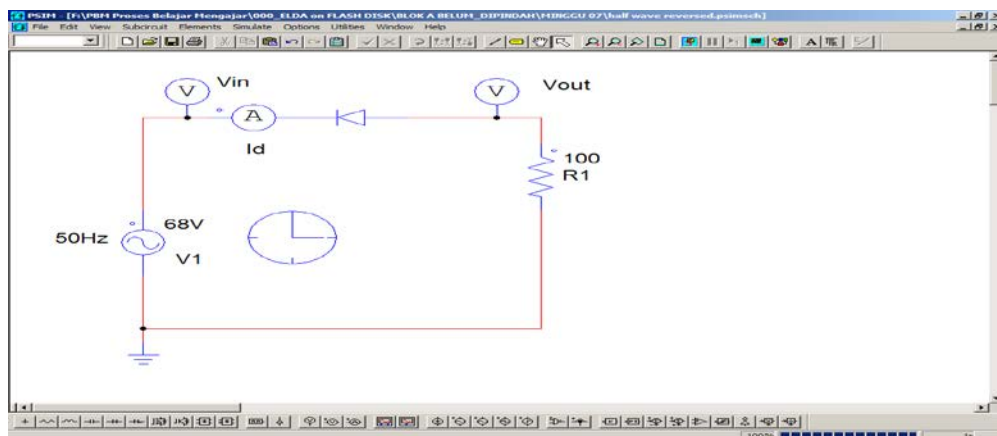 PSIM - [F:\PBM Proses Belajar Mengajar\000_ELDA on FLASH DISK\BLOK A BELUM_DIPINDAH\MINGGU 07\half wave reversed.psimsch]
File Edit View Subcircuit Elements Simulate Options Utilities Window Help
V Vin
V Vout
A
Id
100
R1
68V
50Hz
V1
100%